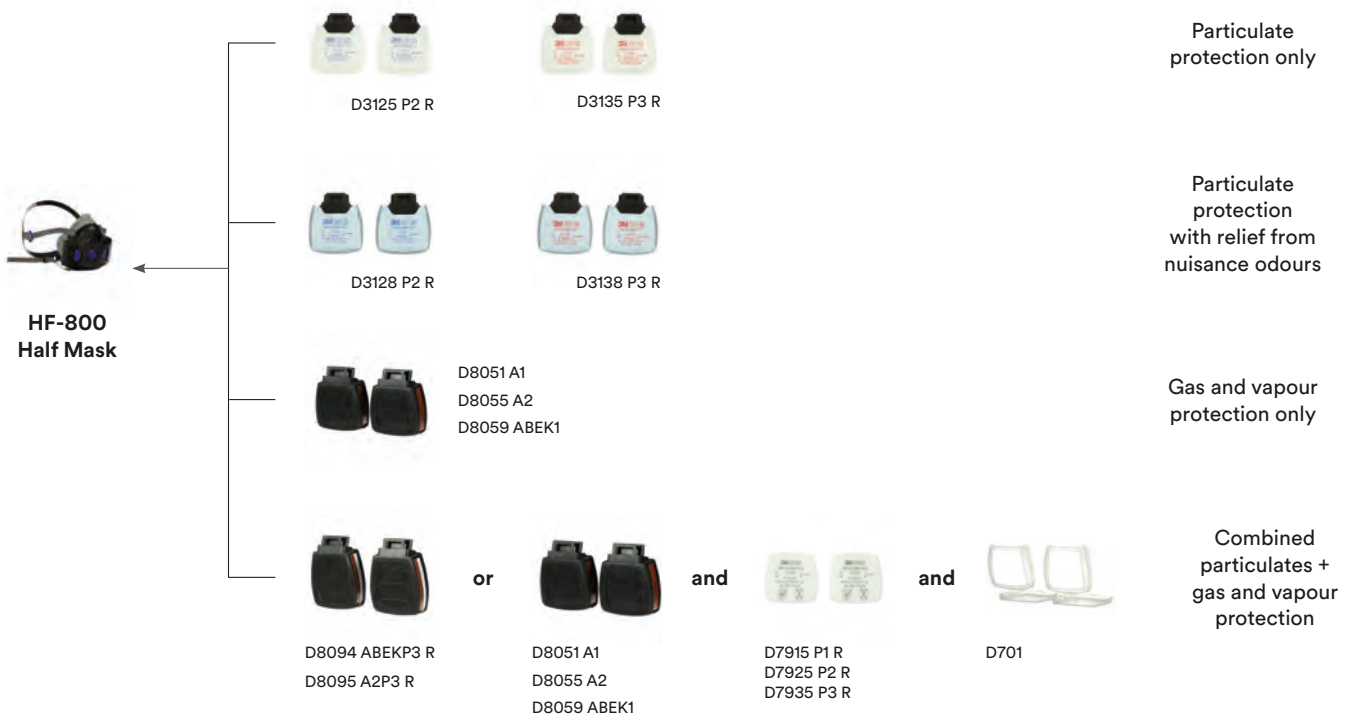 Particulate
protection only
D3125 P2 R
D3135 P3 R
Particulate
protection
with relief from
nuisance odours
D3128 P2 R
D3138 P3 R
HF-800
Half Mask
D8051 A1
D8055 A2
D8059 ABEK1
Gas and vapour
protection only
or
and
and
Combined
particulates +
gas and vapour
protection
D8094 ABEKP3 R
D8095 A2P3 R
D8051 A1
D8055 A2
D8059 ABEK1
D7915 P1 R
D7925 P2 R
D7935 P3 R
D701